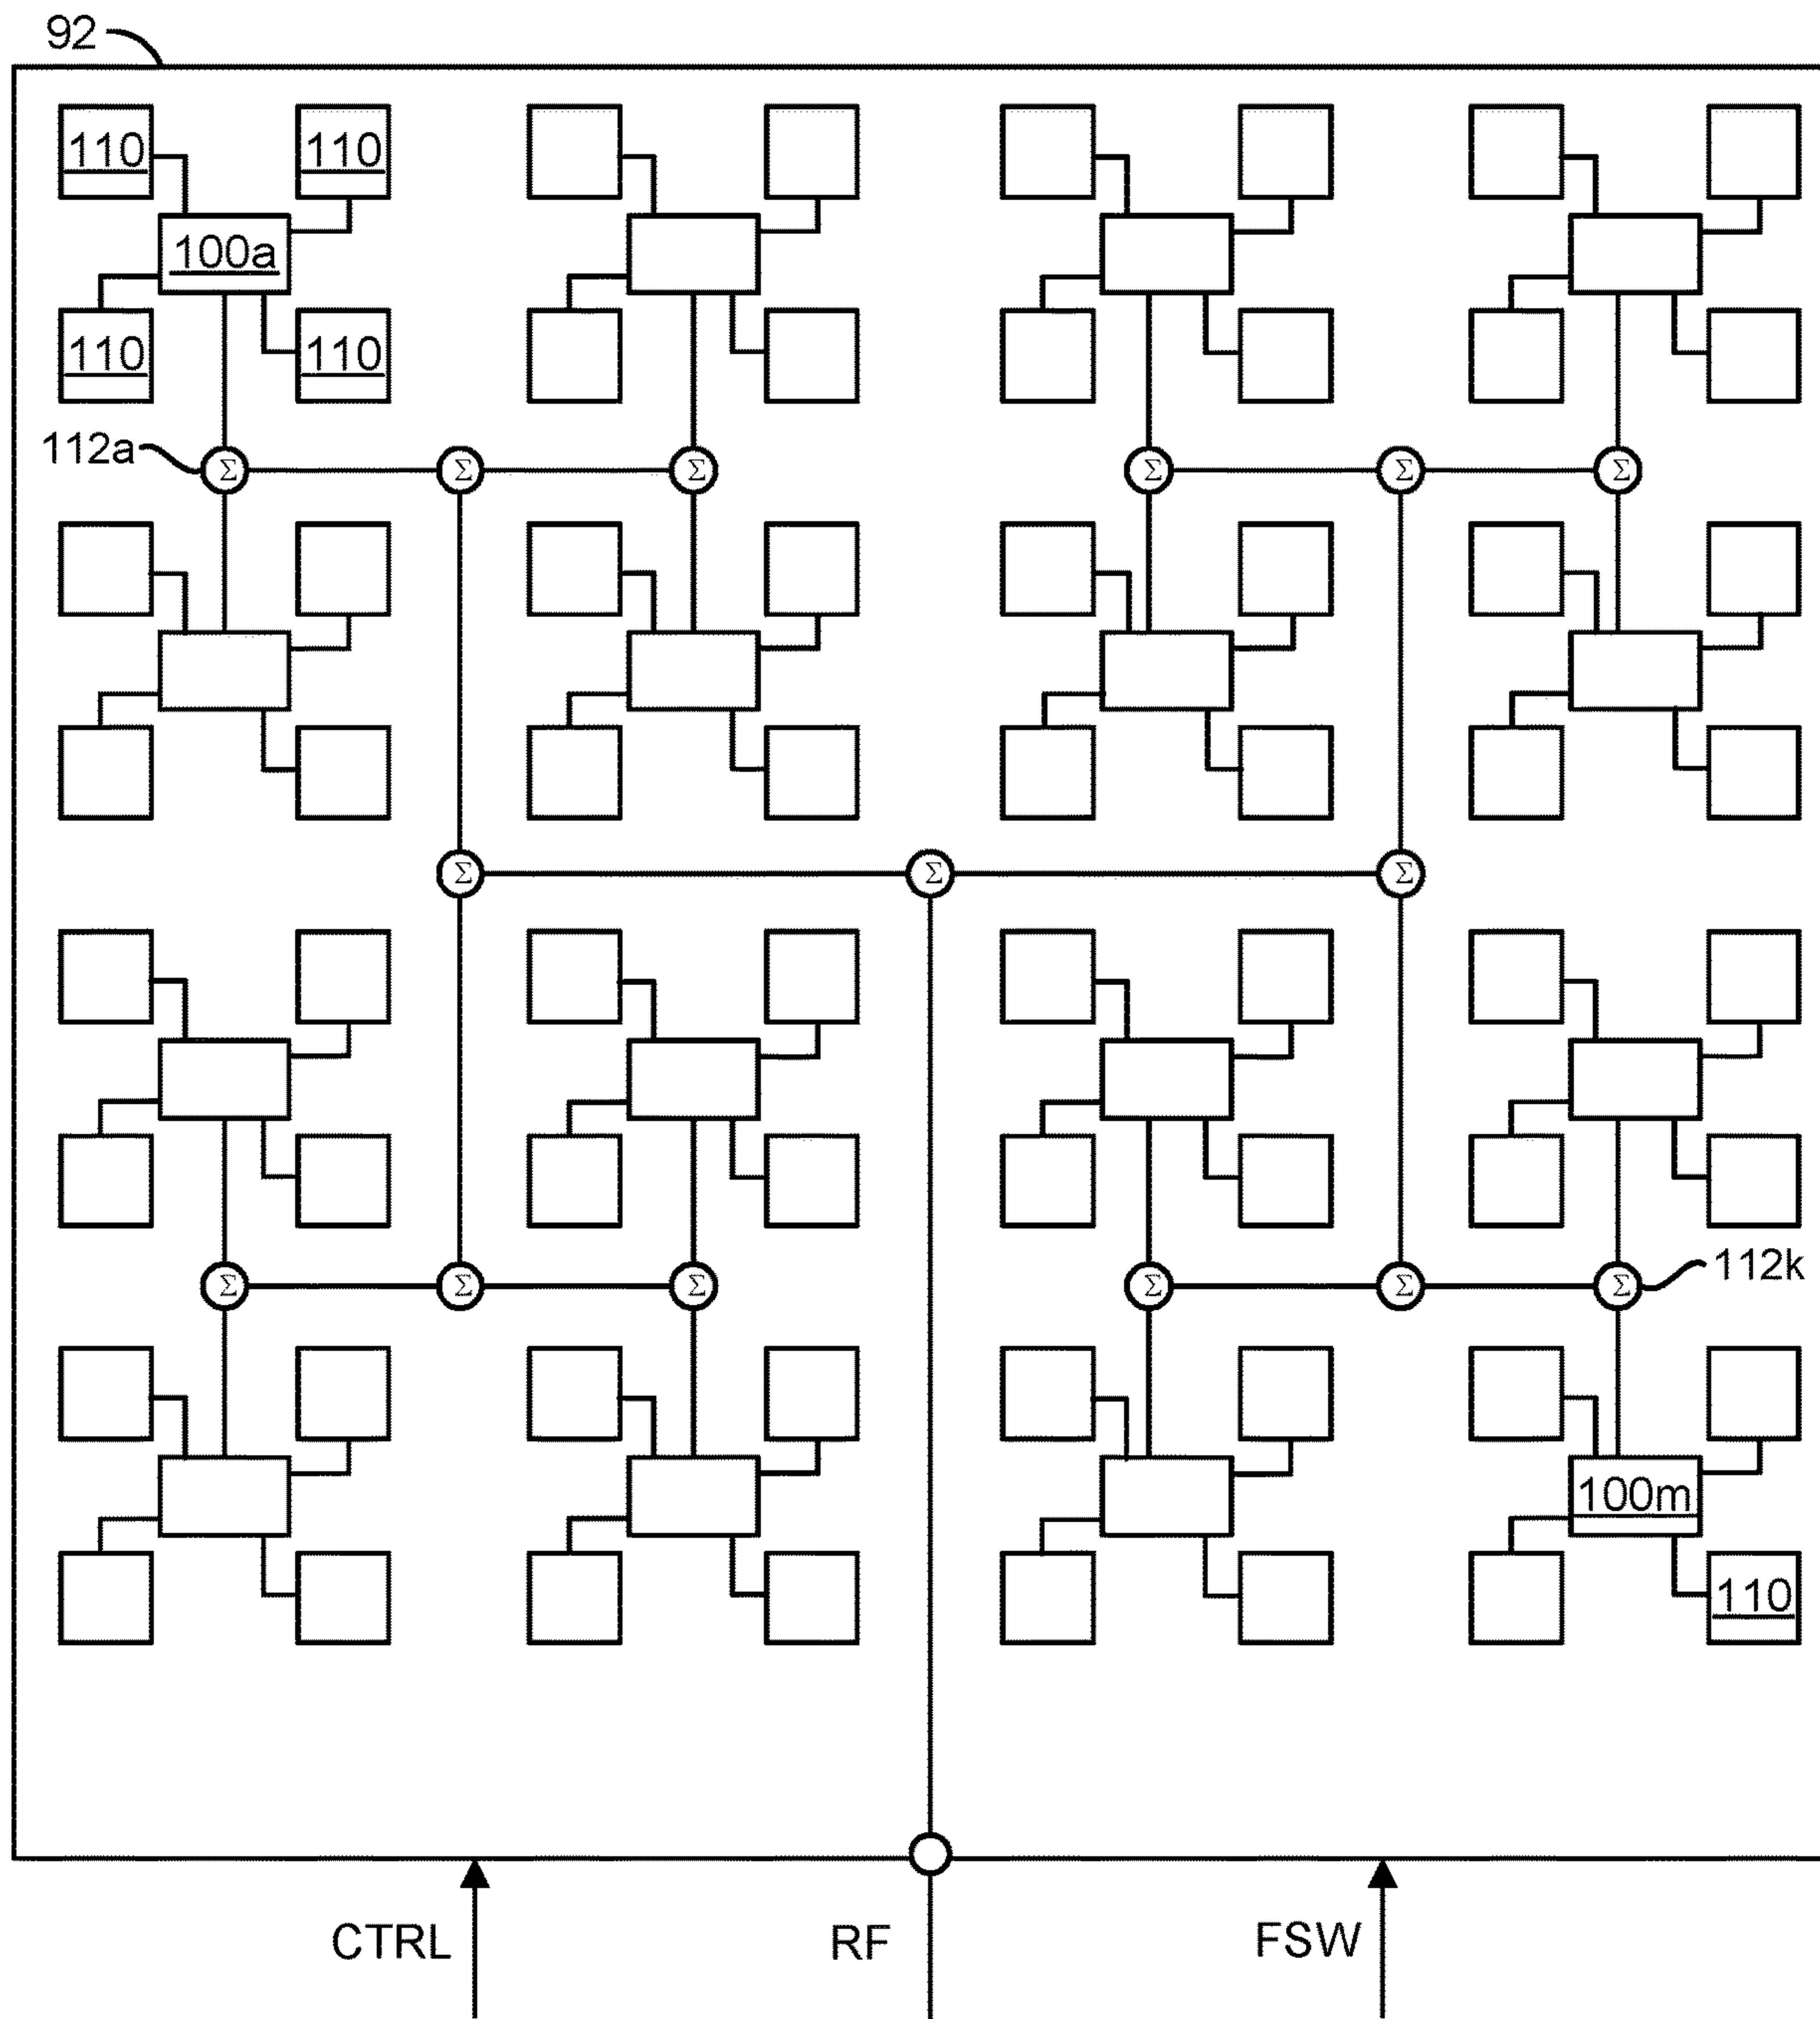 92
110 110
100a
110 110
112a Σ Σ Σ Σ Σ Σ
Σ Σ Σ
Σ Σ Σ Σ Σ Σ 112k
100m
110
CTRL RF FSW